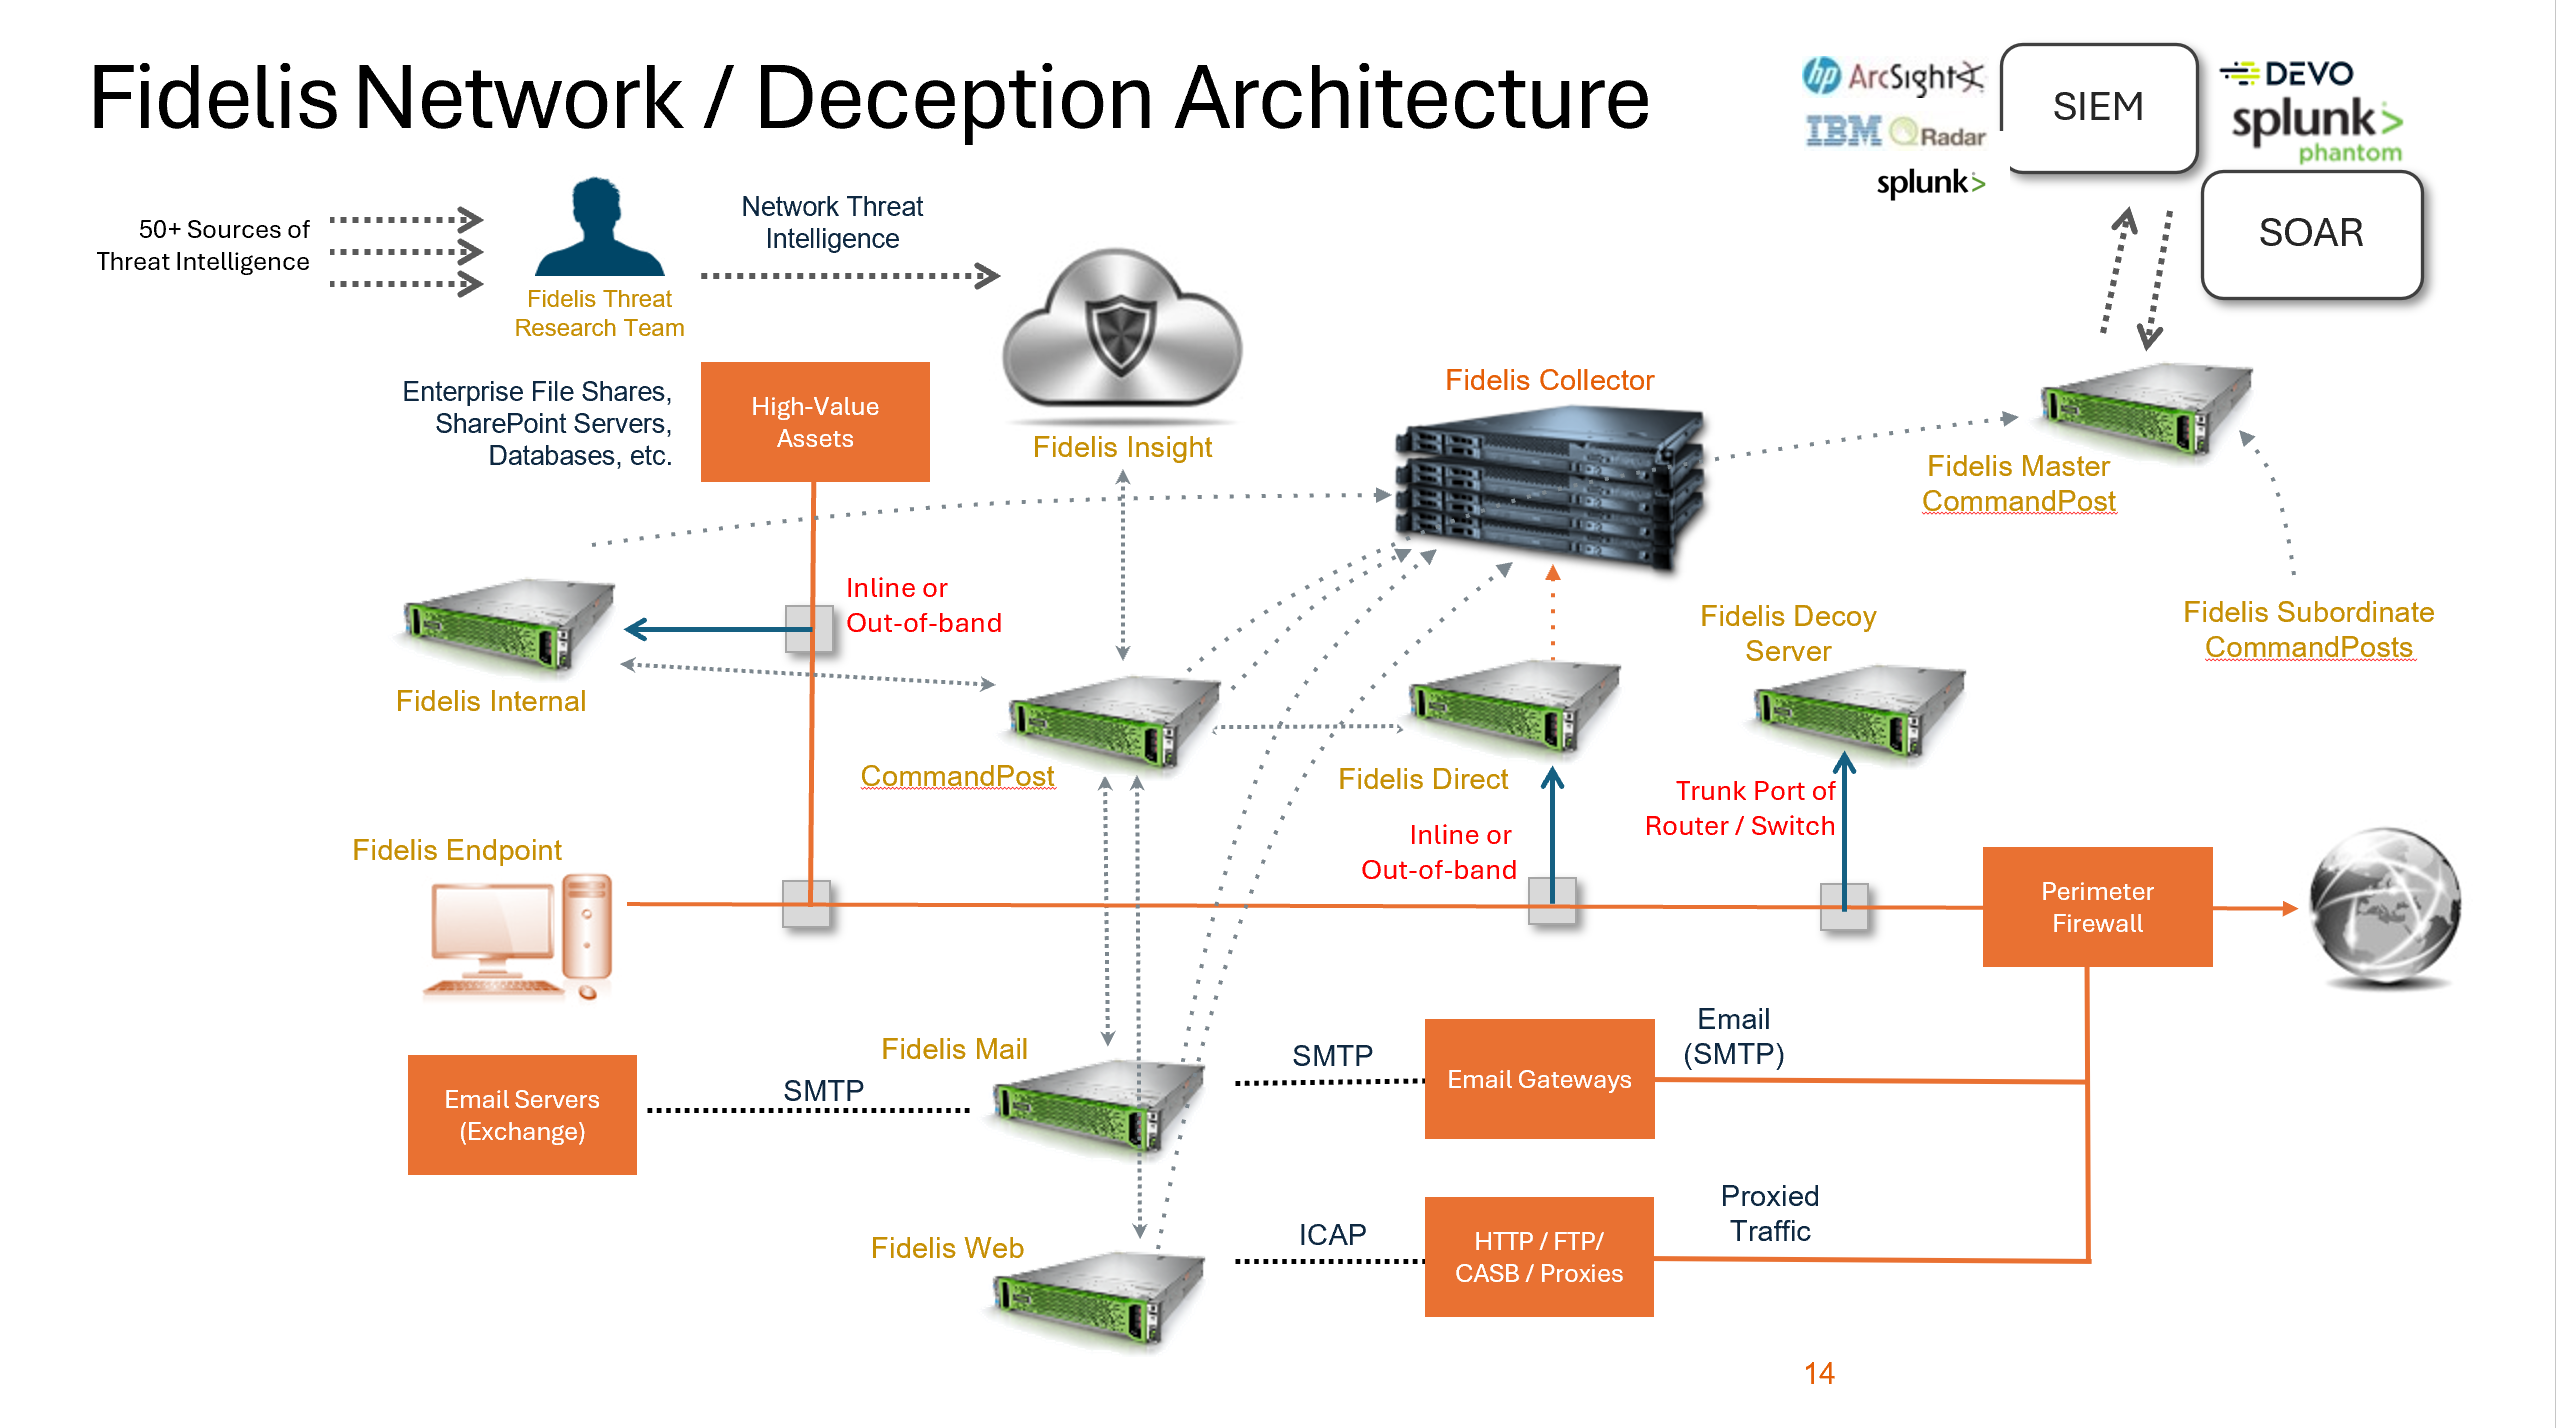 Fidelis Network / Deception Architecture
hp ArcSight
IBM QRadar
splunk>
SIEM
DEVO
splunk>
phantom
SOAR
50+ Sources of
Threat Intelligence
Fidelis Threat
Research Team
Network Threat
Intelligence
Enterprise File Shares,
SharePoint Servers,
Databases, etc.
High-Value
Assets
Fidelis Insight
Fidelis Collector
Fidelis Master
CommandPost
Inline or
Out-of-band
Fidelis Decoy
Server
Fidelis Subordinate
CommandPosts
Fidelis Internal
CommandPost
Fidelis Direct
Trunk Port of
Router / Switch
Inline or
Out-of-band
Fidelis Endpoint
Perimeter
Firewall
Fidelis Mail
Email Servers
(Exchange)
SMTP
SMTP
Email Gateways
Email
(SMTP)
Fidelis Web
ICAP
HTTP / FTP/
CASB / Proxies
Proxied
Traffic
14